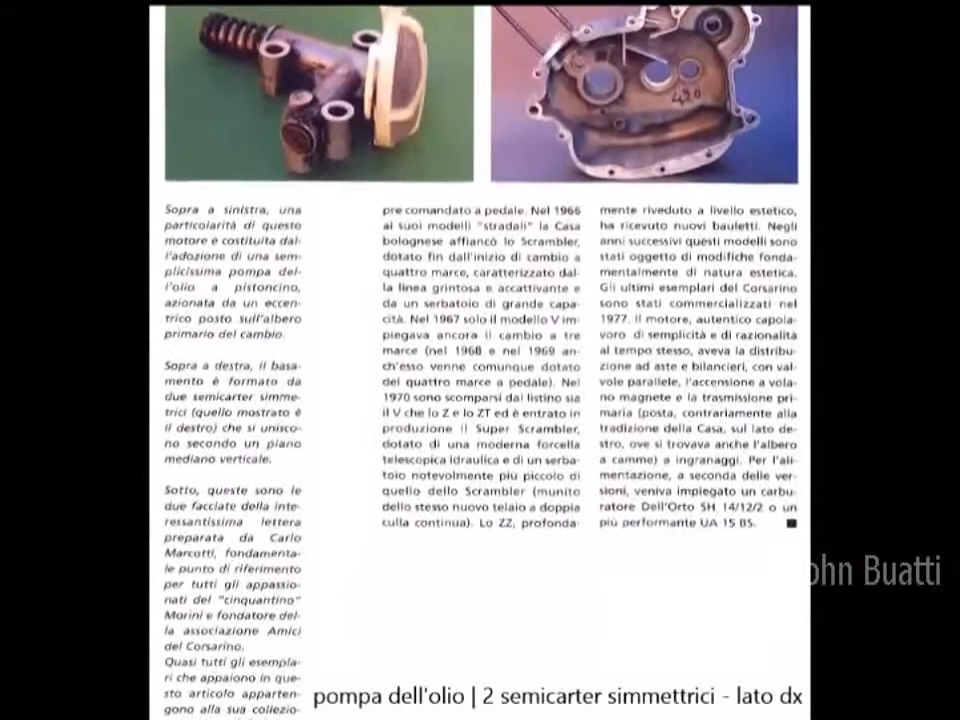 420
Sopra a sinistra, una
particolarità di questo
motore è costituita dal-
l'adozione di una sem-
plicissima pompa del-
l'olio a pistoncino,
azionata da un eccen-
trico posto sull'albero
primario del cambio.
Sopra a destra, il basa-
mento è formato da
due semicarter simme-
trici (quello mostrato è
il destro) che si unisco-
no secondo un piano
mediano verticale.
Sotto, queste sono le
due facciate della inte-
ressantissima lettera
preparata da Carlo
Marcotti, fondamenta-
le punto di riferimento
per tutti gli appassio-
nati del "cinquantino"
Morini e fondatore del-
la associazione Amici
del Corsarino.
Quasi tutti gli esempla-
ri che appaiono in que-
sto articolo apparten-
gono alla sua collezio-
pre comandato a pedale. Nel 1966
ai suoi modelli "stradali" la Casa
bolognese affiancò lo Scrambler,
dotato fin dall'inizio di cambio a
quattro marce, caratterizzato dal-
la linea grintosa e accattivante e
da un serbatoio di grande capa-
cità. Nel 1967 solo il modello V im-
piegava ancora il cambio a tre
marce (nel 1968 e nel 1969 an-
ch'esso venne comunque dotato
del quattro marce a pedale). Nel
1970 sono scomparsi dal listino sia
il V che lo Z e lo ZT ed è entrato in
produzione il Super Scrambler,
dotato di una moderna forcella
telescopica idraulica e di un serba-
toio notevolmente più piccolo di
quello dello Scrambler (munito
dello stesso nuovo telaio a doppia
culla continua). Lo ZZ, profonda-
mente riveduto a livello estetico,
ha ricevuto nuovi bauletti. Negli
anni successivi questi modelli sono
stati oggetto di modifiche fonda-
mentalmente di natura estetica.
Gli ultimi esemplari del Corsarino
sono stati commercializzati nel
1977. Il motore, autentico capola-
voro di semplicità e di razionalità
al tempo stesso, aveva la distribu-
zione ad aste e bilancieri, con val-
vole parallele, l'accensione a vola-
no magnete e la trasmissione pri-
maria (posta, contrariamente alla
tradizione della Casa, sul lato de-
stro, ove si trovava anche l'albero
a camme) a ingranaggi. Per l'ali-
mentazione, a seconda delle ver-
sioni, veniva impiegato un carbu-
ratore Dell'Orto SH 14/12/2 o un
più performante UA 15 BS.
ohn Buatti
pompa dell'olio | 2 semicarter simmettrici - lato dx